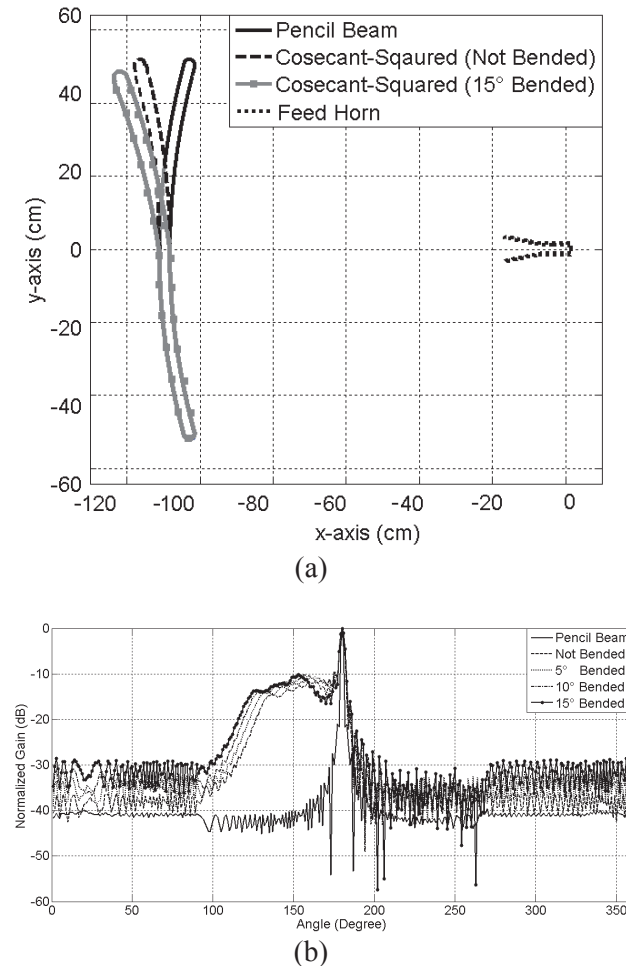 60
40
20
0
-20
-40
-60
y-axis (cm)
Pencil Beam
Cosecant-Sqaured (Not Bended)
Cosecant-Squared (15° Bended)
Feed Horn
-120 -100 -80 -60 -40 -20 0
x-axis (cm)
(a)
0
-10
-20
-30
-40
-50
-60
Normalized Gain (dB)
Pencil Beam
Not Bended
5° Bended
10° Bended
15° Bended
0 50 100 150 200 250 300 350
Angle (Degree)
(b)